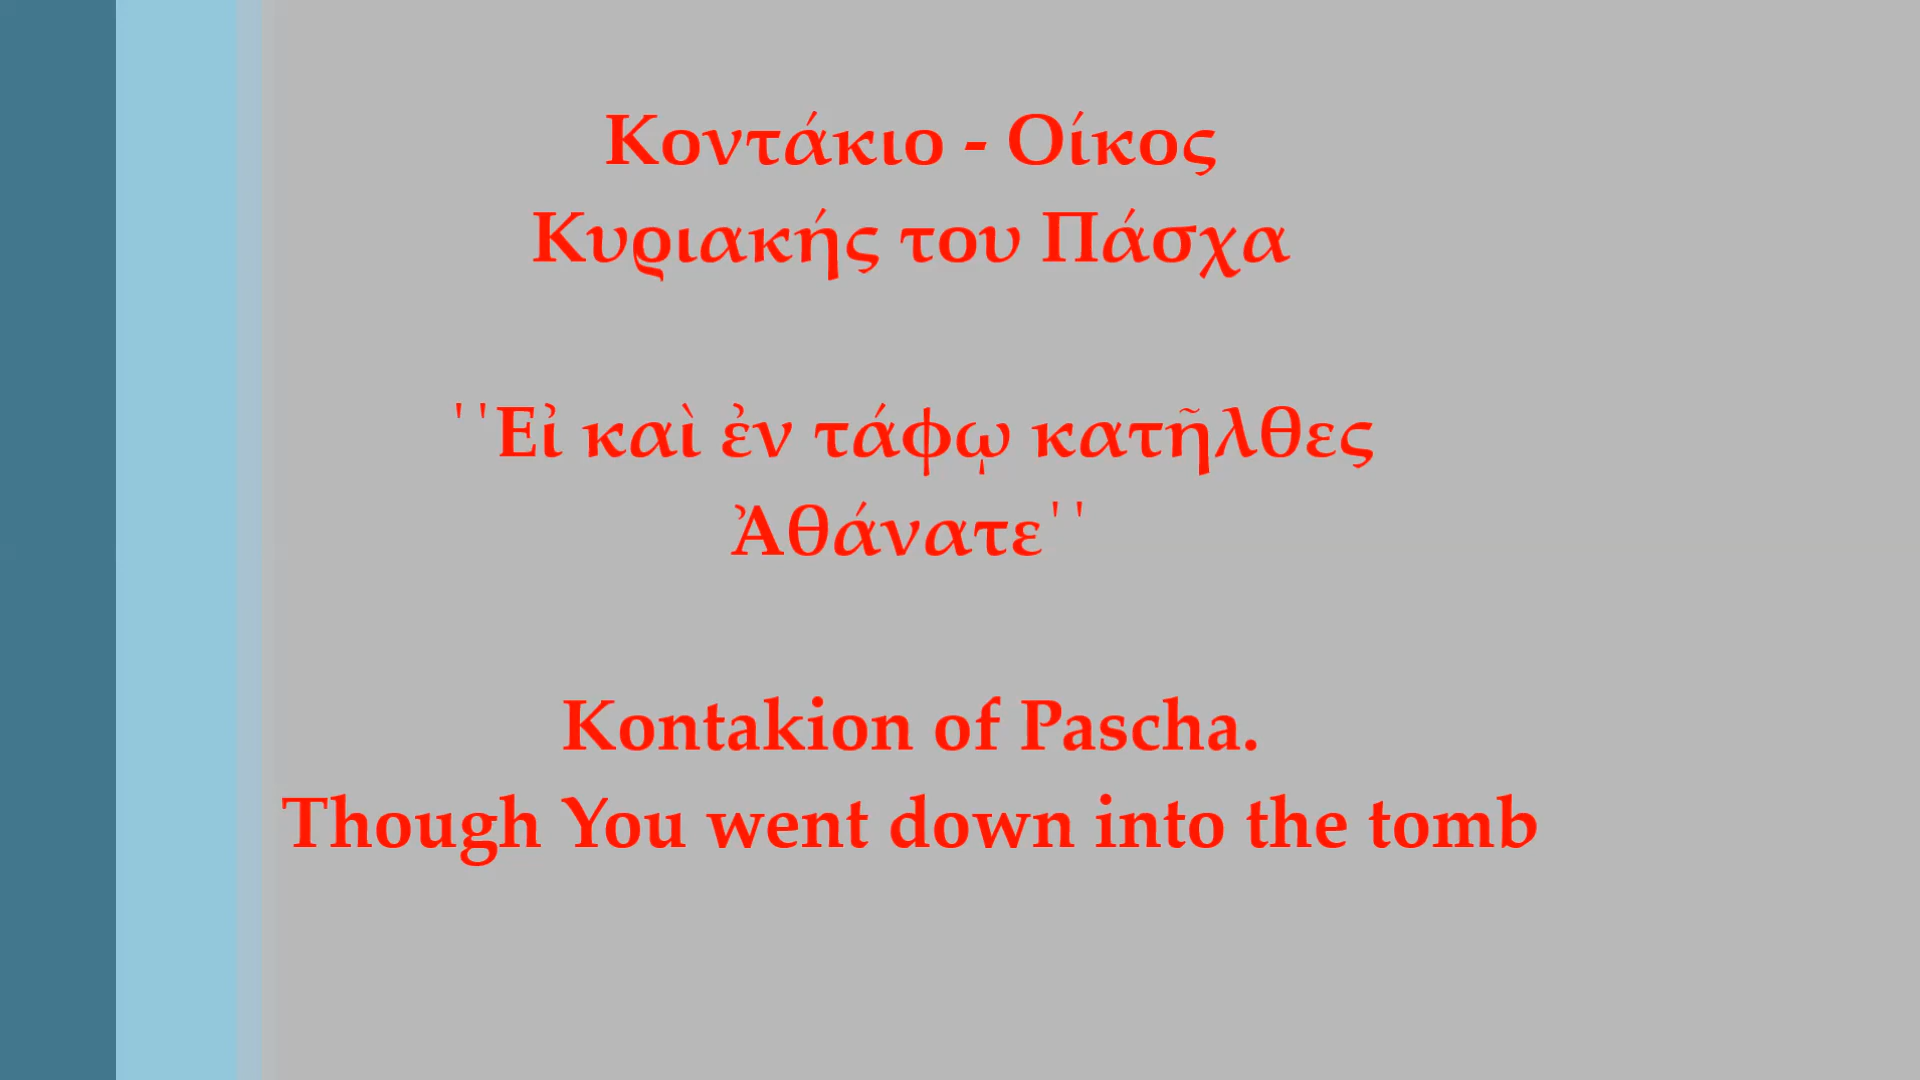 Κοντάκιο - Οίκος
Κυριακής του Πάσχα
῾῾Εἰ καὶ ἐν τάφῳ κατῆλθες
Ἀθάνατε῾῾
Kontakion of Pascha.
Though You went down into the tomb